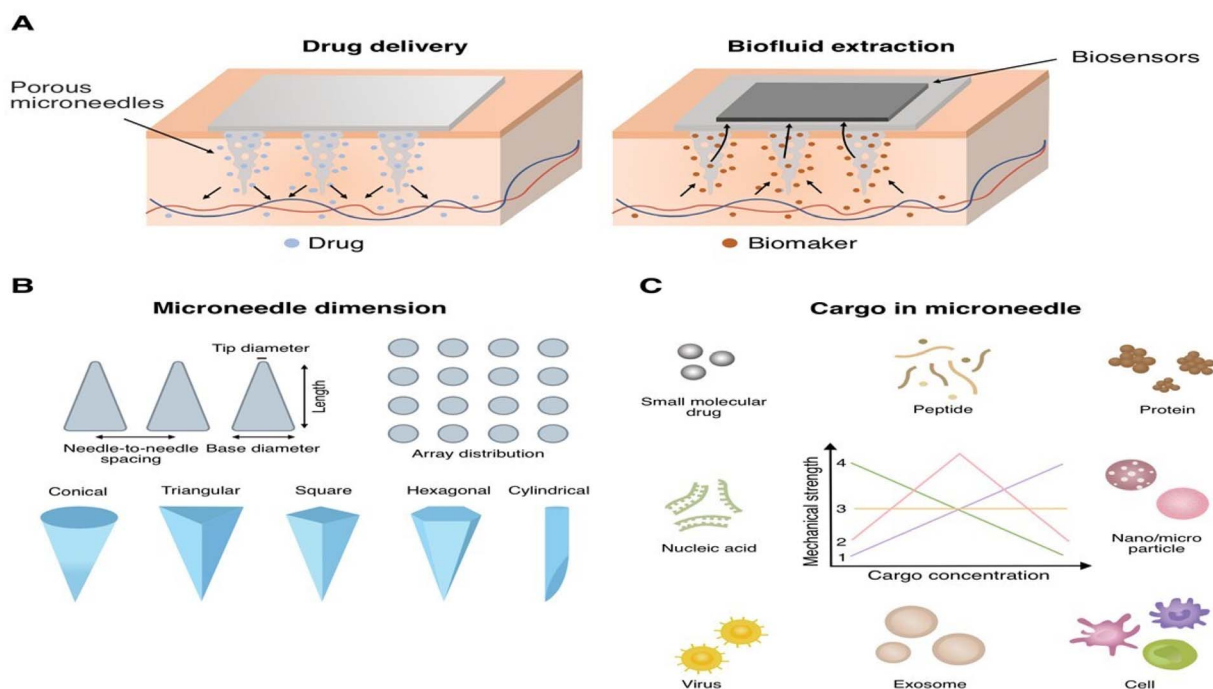 A
Drug delivery
Porous
microneedles
Drug
Biofluid extraction
Biosensors
Biomaker
B
Microneedle dimension
Tip diameter
Length
Needle-to-needle
spacing
Base diameter
Array distribution
Conical
Triangular
Square
Hexagonal
Cylindrical
C
Cargo in microneedle
Small molecular
drug
Peptide
Protein
Nucleic acid
Mechanical strength
4
3
2
1
Cargo concentration
Nano/micro
particle
Virus
Exosome
Cell